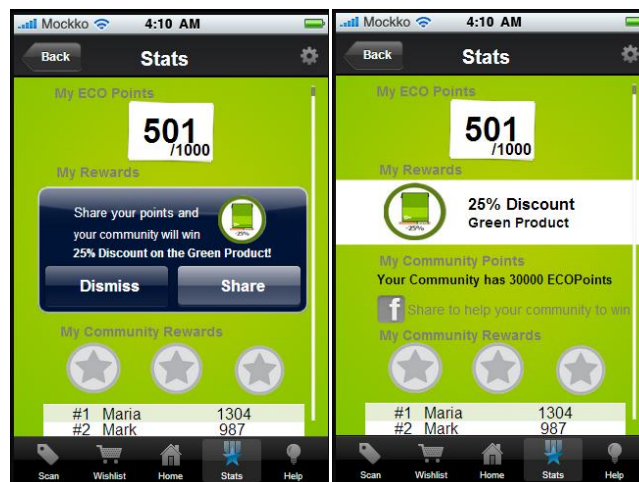 Mockko 4:10 AM
Back Stats
My ECO Points
501
/1000
My Rewards
Share your points and
your community will win
25% Discount on the Green Product!
-25%
Dismiss Share
My Community Rewards
#1 Maria 1304
#2 Mark 987
Scan Wishlist Home Stats Help
Mockko 4:10 AM
Back Stats
My ECO Points
501
/1000
My Rewards
25% Discount
Green Product
-25%
My Community Points
Your Community has 30000 ECOPoints
f Share to help your community to win
My Community Rewards
#1 Maria 1304
#2 Mark 987
Scan Wishlist Home Stats Help